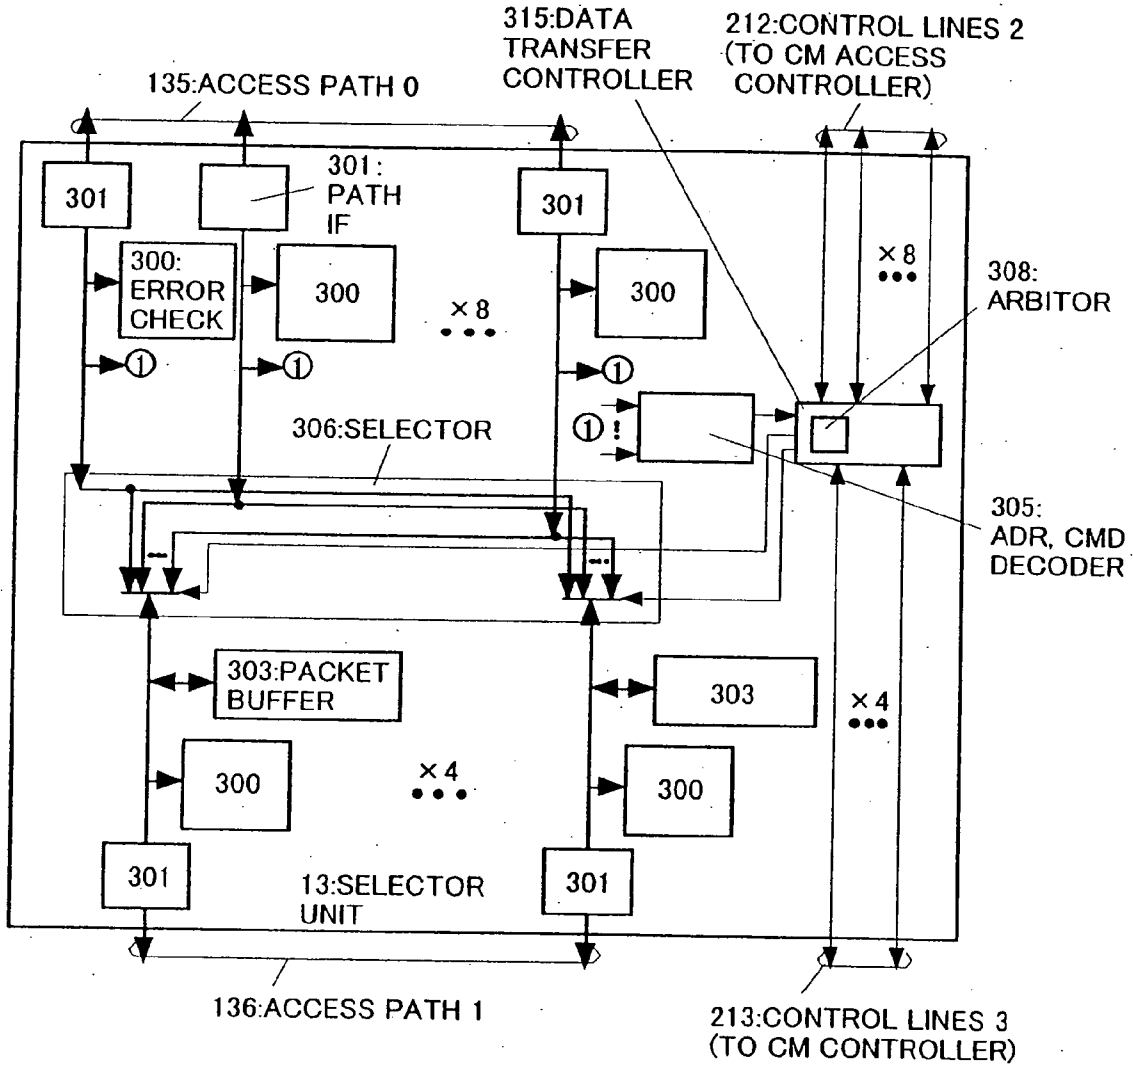 315:DATA
TRANSFER
CONTROLLER
212:CONTROL LINES 2
(TO CM ACCESS
CONTROLLER)
135:ACCESS PATH 0
301
301:
PATH
IF
301
300:
ERROR
CHECK
300
×8
300
×8
308:
ARBITOR
①
①
①
①
306:SELECTOR
305:
ADR, CMD
DECODER
303:PACKET
BUFFER
303
×4
300
×4
300
301
13:SELECTOR
UNIT
301
136:ACCESS PATH 1
213:CONTROL LINES 3
(TO CM CONTROLLER)